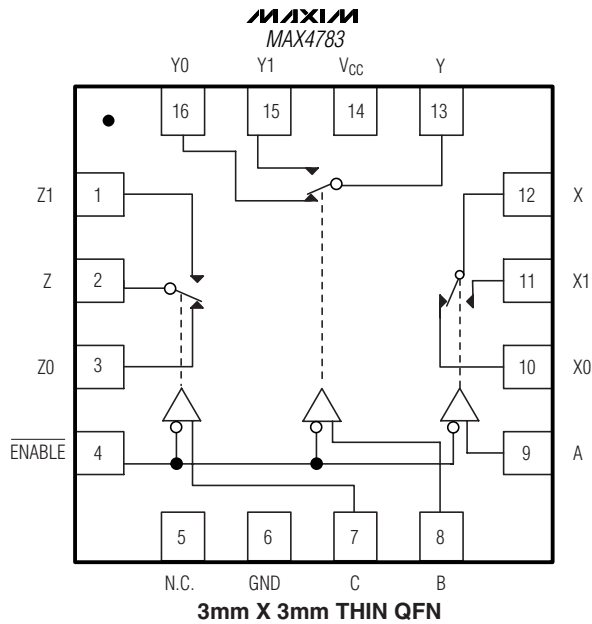 MAXIM
MAX4783
Y0 Y1 VCC Y
16 15 14 13
Z1 1 12 X
Z 2 11 X1
Z0 3 10 X0
ENABLE 4 9 A
5 6 7 8
N.C. GND C B
3mm X 3mm THIN QFN